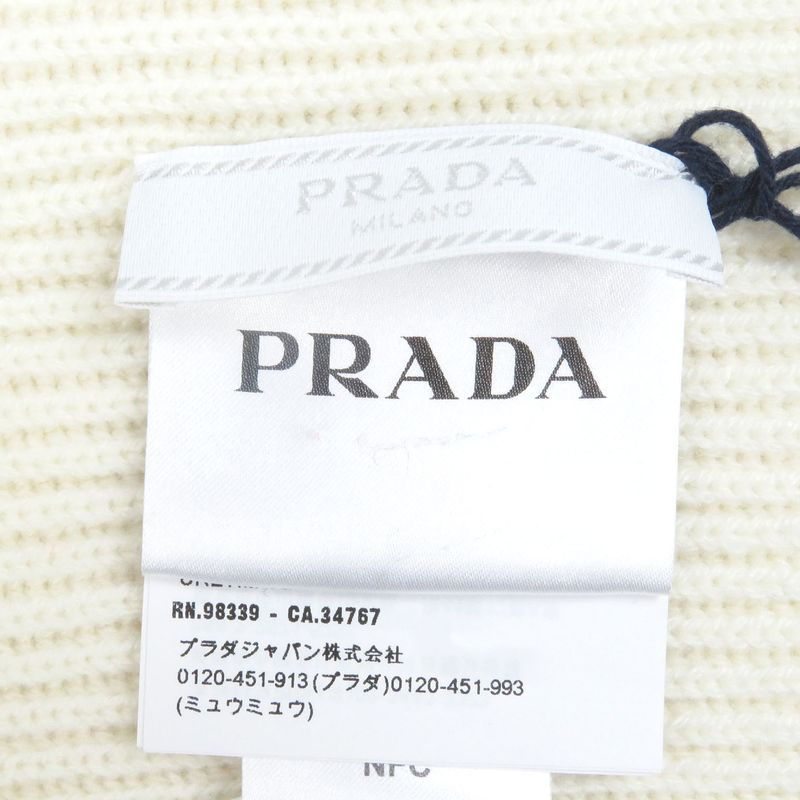 PRADA
MILANO
PRADA
RN.98339 - CA.34767
プラダジャパン株式会社
0120-451-913(プラダ)0120-451-993
(ミュウミュウ)
NPC